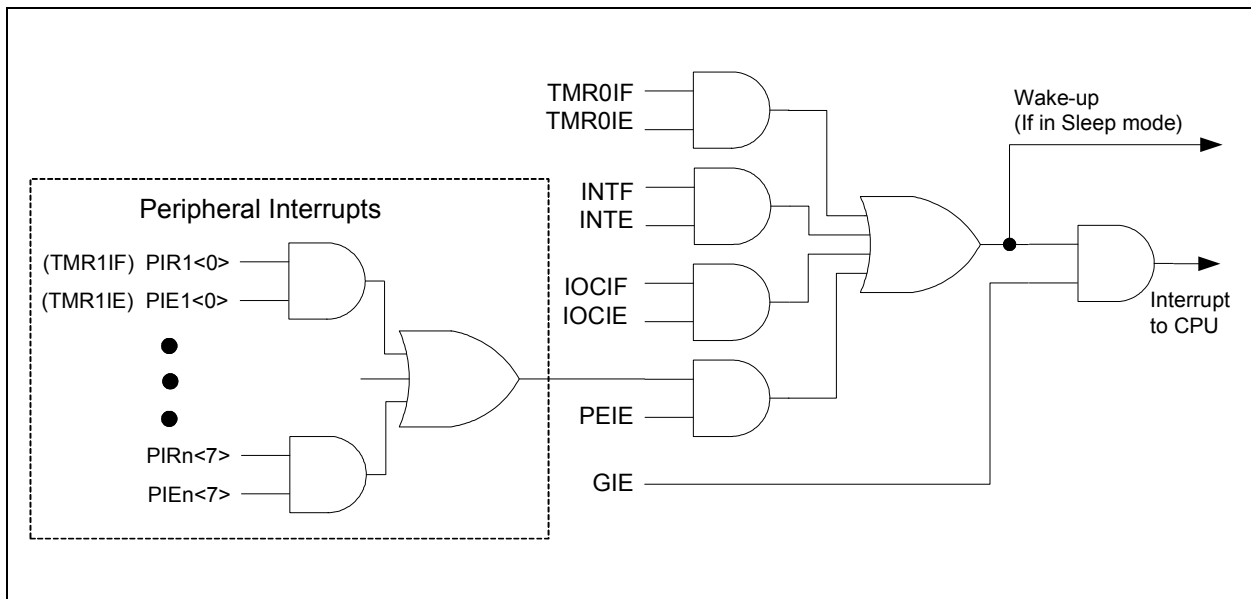 TMR0IF
TMR0IE
Wake-up
(If in Sleep mode)
INTF
INTE
Peripheral Interrupts
(TMR1IF) PIR1<0>
(TMR1IE) PIE1<0>
IOCIF
IOCIE
Interrupt
to CPU
PEIE
PIRn<7>
PIEn<7>
GIE